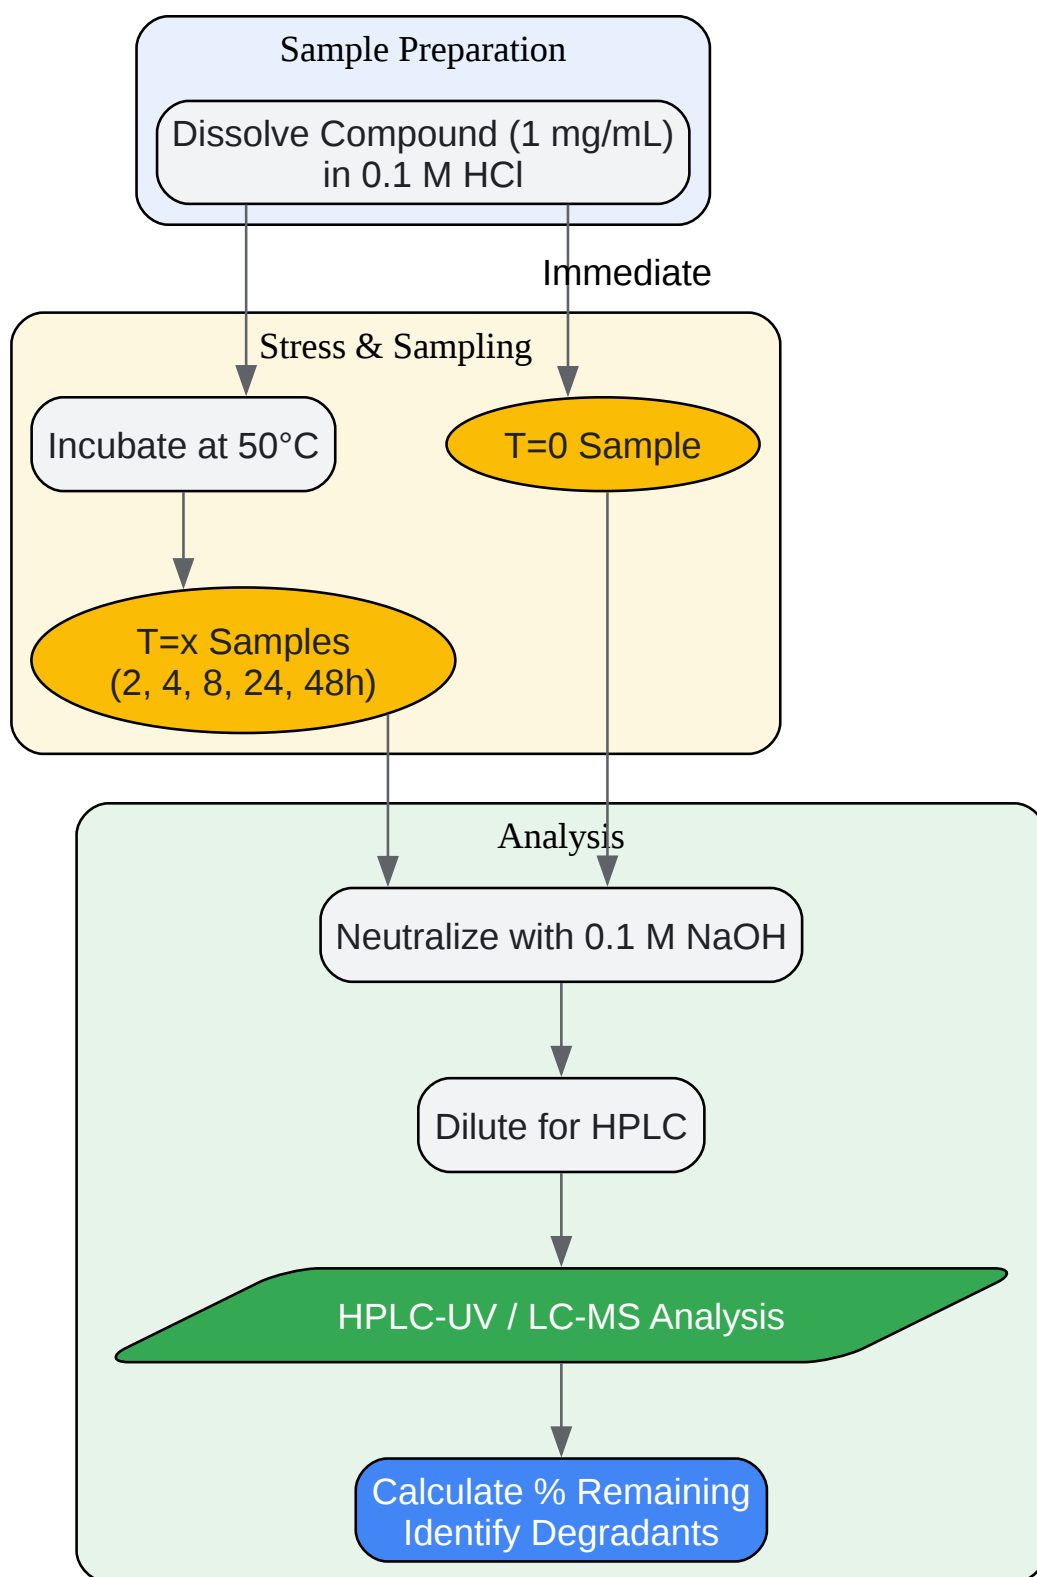 Sample Preparation
Dissolve Compound (1 mg/mL)
in 0.1 M HCl
Immediate
Stress & Sampling
Incubate at 50°C
T=0 Sample
T=x Samples
(2, 4, 8, 24, 48h)
Analysis
Neutralize with 0.1 M NaOH
Dilute for HPLC
HPLC-UV / LC-MS Analysis
Calculate % Remaining
Identify Degradants